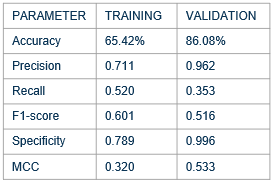 PARAMETER TRAINING VALIDATION
Accuracy 65.42% 86.08%
Precision 0.711 0.962
Recall 0.520 0.353
F1-score 0.601 0.516
Specificity 0.789 0.996
MCC 0.320 0.533